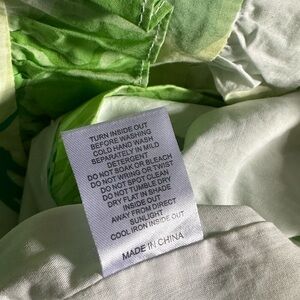 TURN INSIDE OUT
BEFORE WASHING
COLD HAND WASH
SEPARATELY IN MILD
DETERGENT
DO NOT SOAK OR BLEACH
DO NOT WRING OR TWIST
DO NOT SPOT CLEAN
DO NOT TUMBLE DRY
DRY FLAT IN SHADE
INSIDE OUT
AWAY FROM DIRECT
SUNLIGHT
COOL IRON INSIDE OUT
MADE IN CHINA